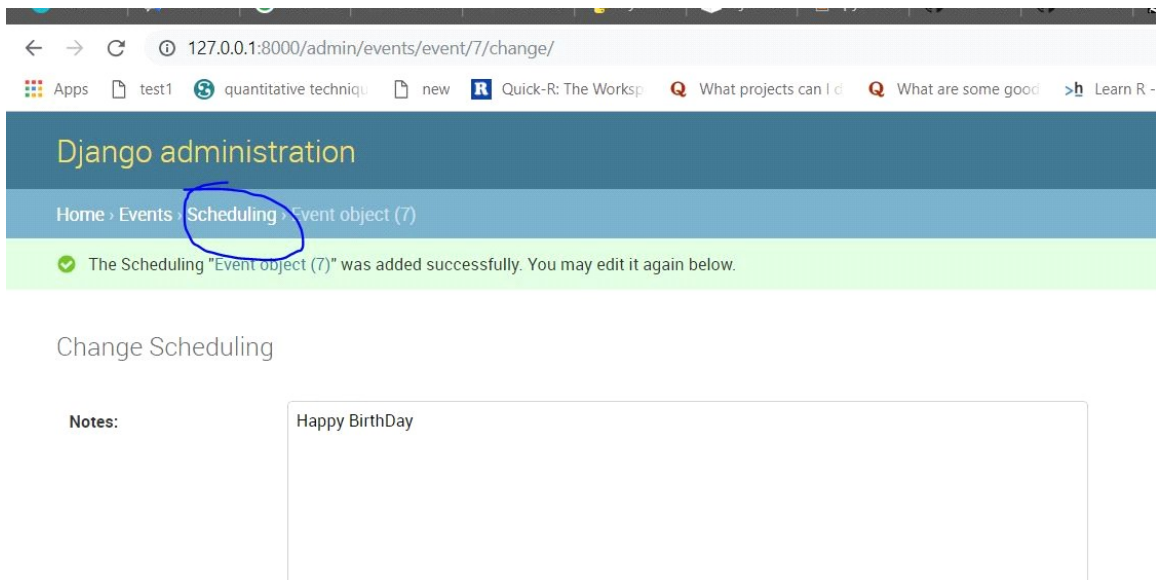 127.0.0.1:8000/admin/events/event/7/change/
Apps test1 quantitative techniqu new R Quick-R: The Worksp Q What projects can I d Q What are some good >h Learn R -
Django administration
Home › Events › Scheduling › Event object (7)
The Scheduling "Event object (7)" was added successfully. You may edit it again below.
Change Scheduling
Notes: Happy BirthDay